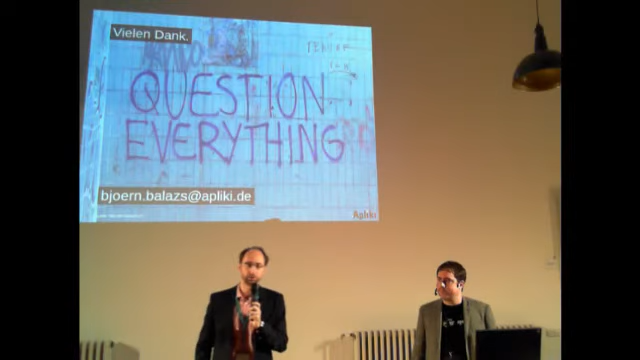 Vielen Dank.
QUESTION
EVERYTHING
bjoern.balazs@apliki.de
Apliki